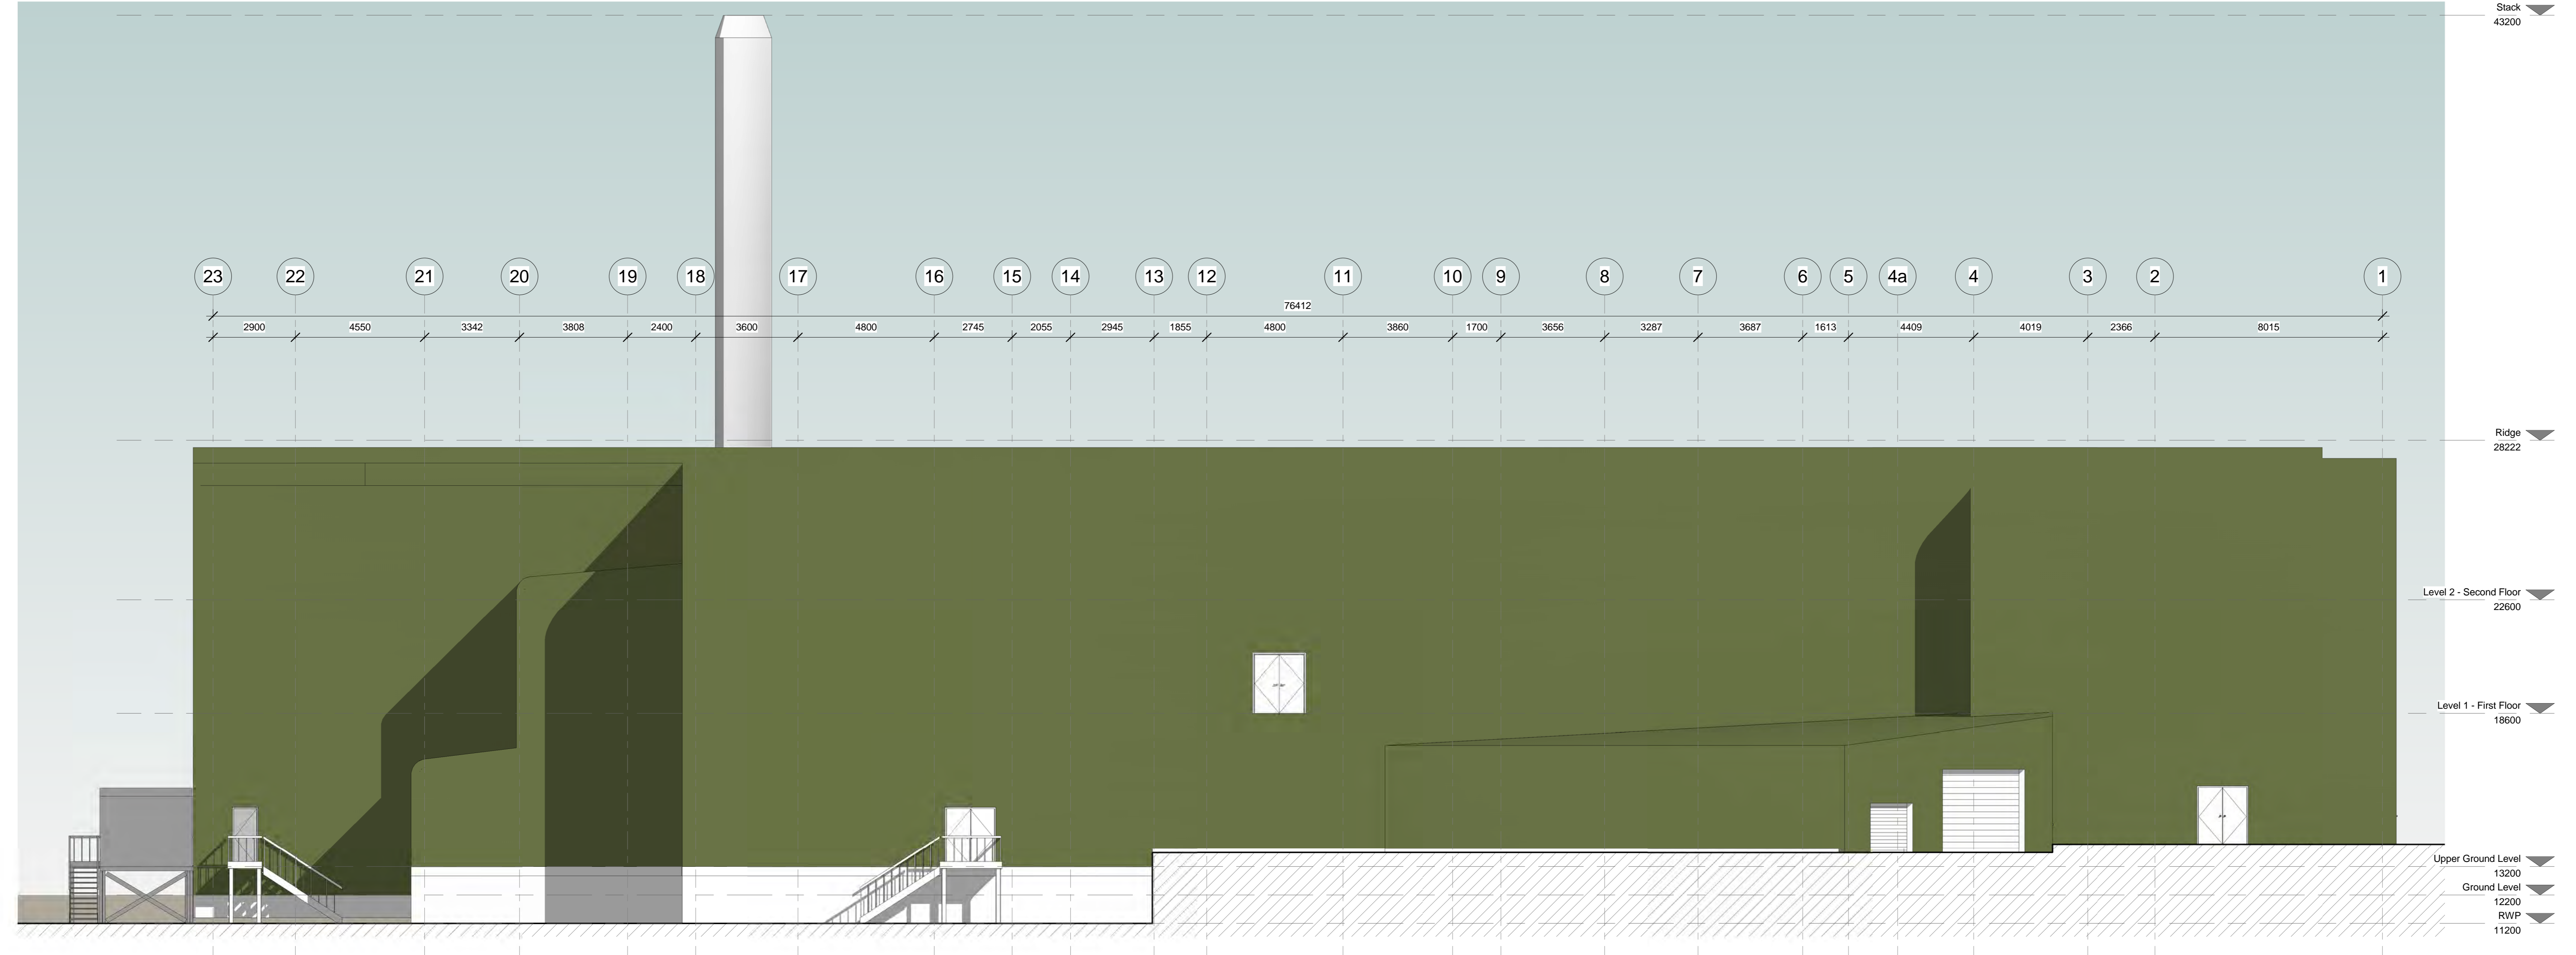 Stack
43200
23 22 21 20 19 18 17 16 15 14 13 12 11 10 9 8 7 6 5 4a 4 3 2 1
76412
2900 4550 3342 3808 2400 3600 4800 2745 2055 2945 1855 4800 3860 1700 3656 3287 3687 1613 4409 4019 2366 8015
Ridge
28222
Level 2 - Second Floor
22600
Level 1 - First Floor
18600
Upper Ground Level
13200
Ground Level
12200
RWP
11200